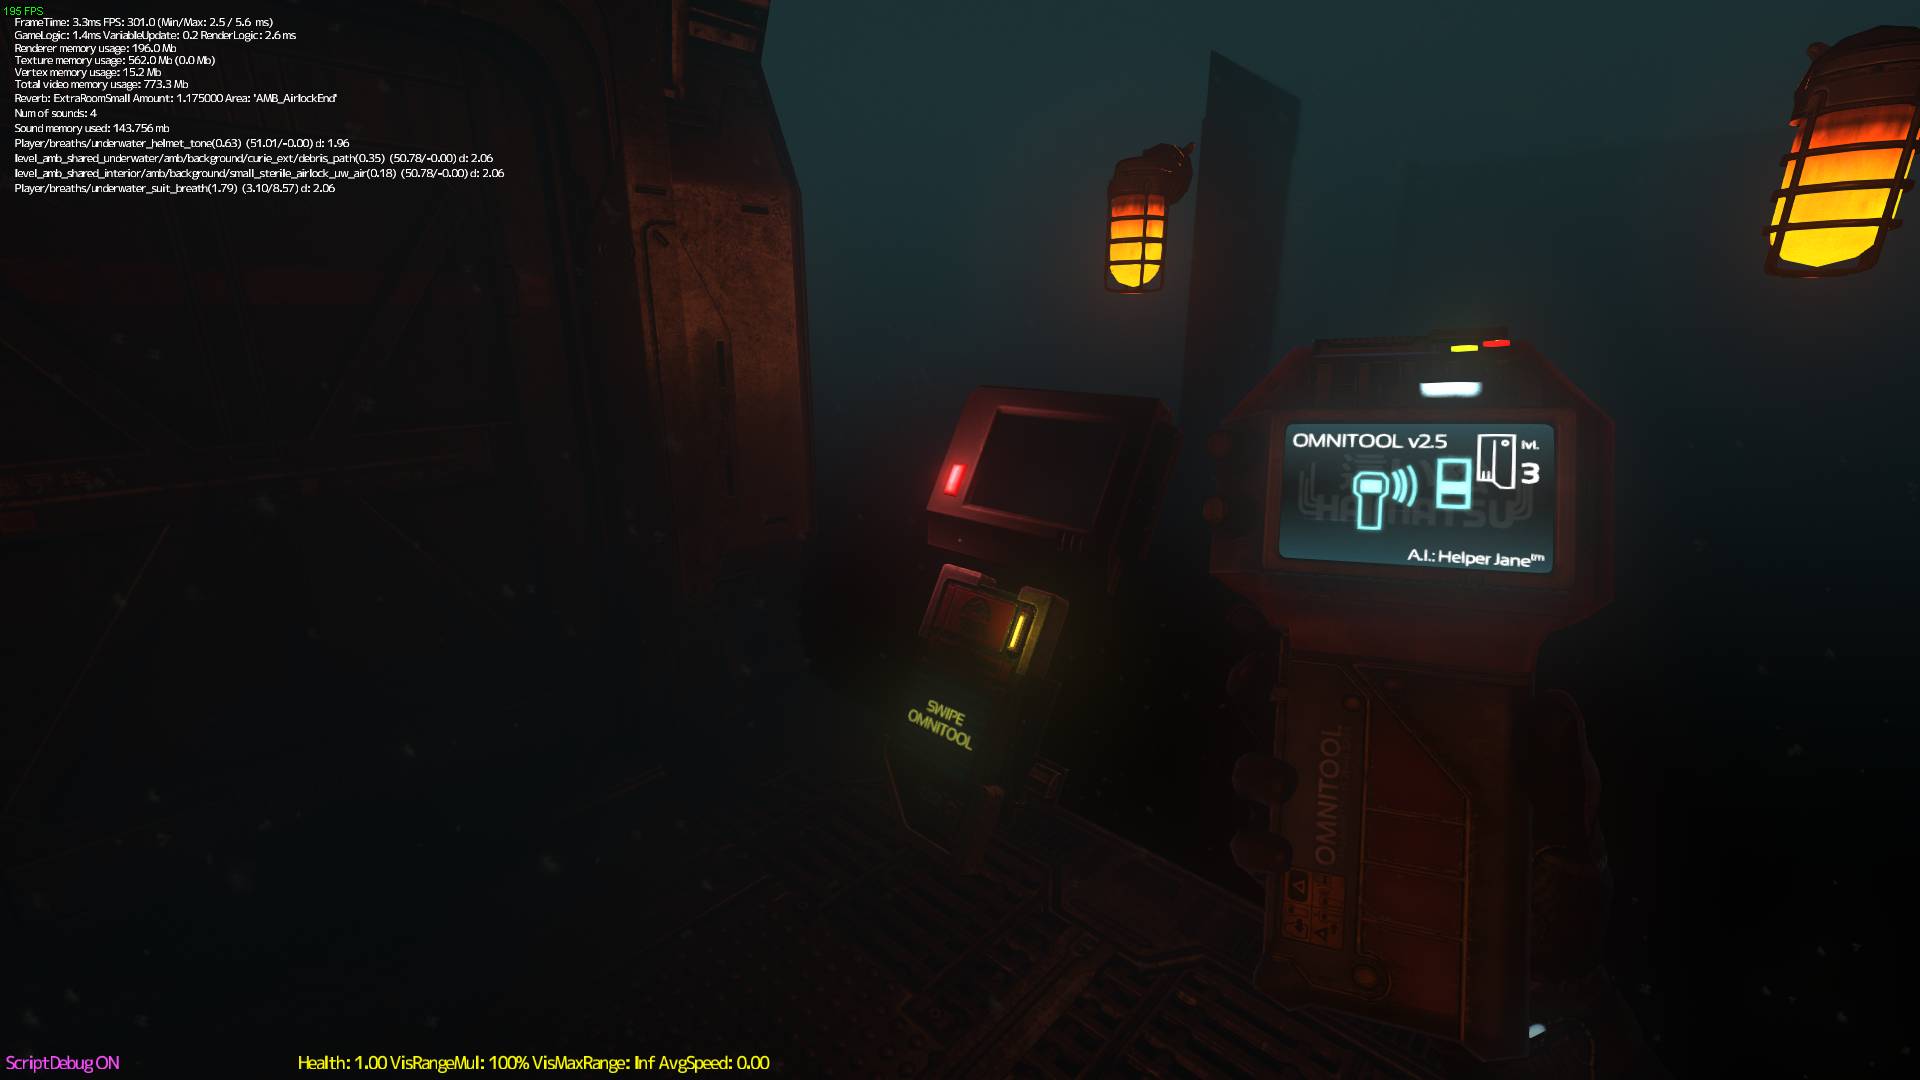 195 FPS
FrameTime: 3.3ms FPS: 301.0 (Min/Max: 2.5 / 5.6 ms)
GameLogic: 1.4ms VariableUpdate: 0.2 RenderLogic: 2.6 ms
Renderer memory usage: 196.0 Mb
Texture memory usage: 562.0 Mb (0.0 Mb)
Vertex memory usage: 15.2 Mb
Total video memory usage: 773.3 Mb
Reverb: ExtraRoomSmall Amount: 1.175000 Area: 'AMB_AirlockEnd'
Num of sounds: 4
Sound memory used: 143.756 mb
Player/breaths/underwater_helmet_tone(0.63) (51.01/-0.00) d: 1.96
level_amb_shared_underwater/amb/background/curie_ext/debris_path(0.35) (50.78/-0.00) d: 2.06
level_amb_shared_interior/amb/background/small_sterile_airlock_uw_air(0.18) (50.78/-0.00) d: 2.06
Player/breaths/underwater_suit_breath(1.79) (3.10/8.57) d: 2.06
OMNITOOL v2.5
lvl.
3
A.I.: Helper Jane™
SWIPE
OMNITOOL
OMNITOOL
ScriptDebug ON
Health: 1.00 VisRangeMul: 100% VisMaxRange: Inf AvgSpeed: 0.00